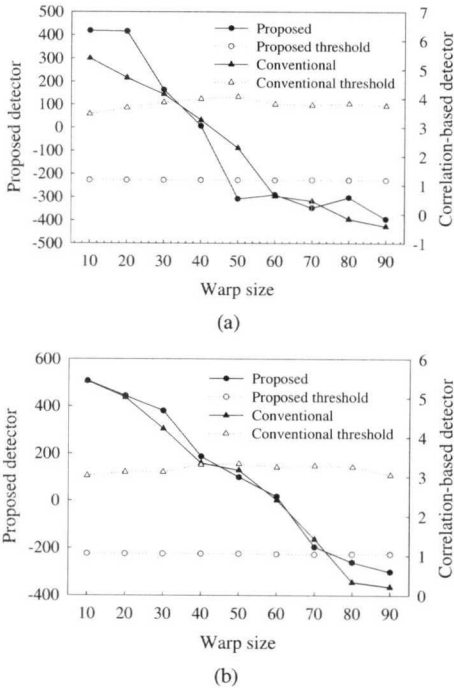 500
400
300
200
100
0
-100
-200
-300
-400
-500
Proposed detector
Proposed
Proposed threshold
Conventional
Conventional threshold
7
6
5
4
3
2
1
0
-1
Correlation-based detector
10 20 30 40 50 60 70 80 90
Warp size
(a)
600
400
200
0
-200
-400
Proposed detector
Proposed
Proposed threshold
Conventional
Conventional threshold
6
5
4
3
2
1
0
Correlation-based detector
10 20 30 40 50 60 70 80 90
Warp size
(b)